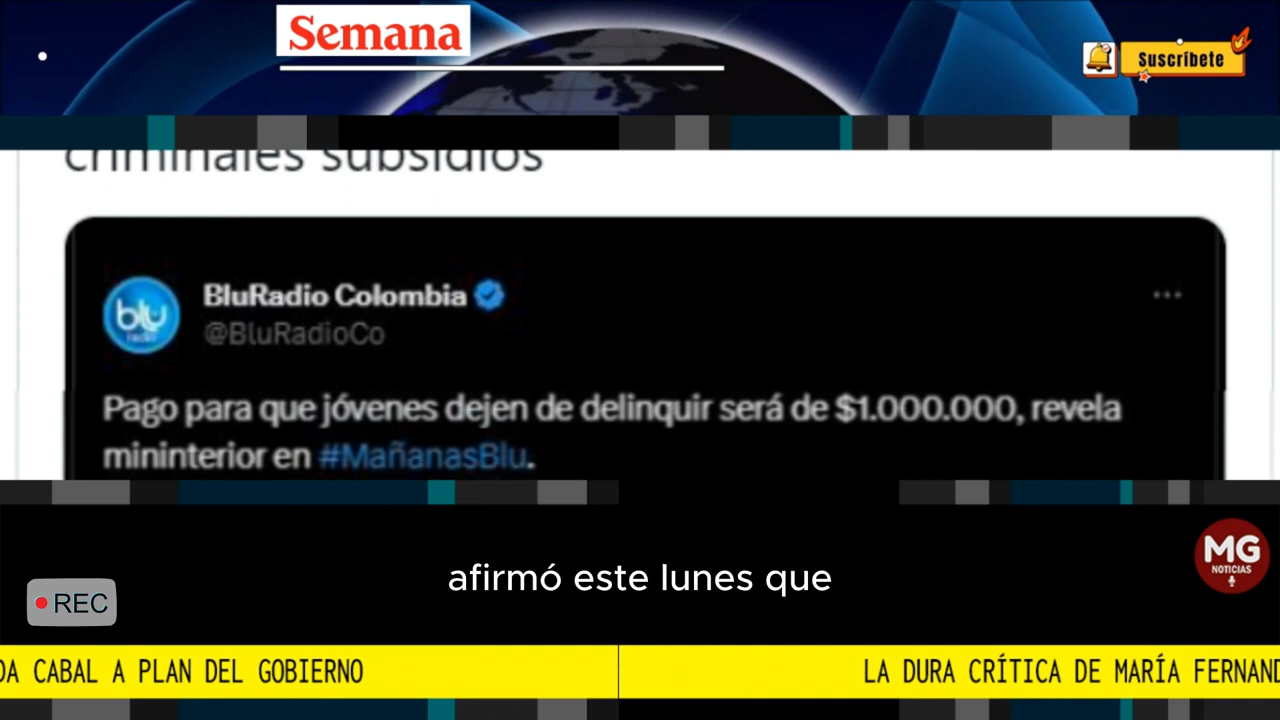 Semana
Suscríbete
criminales subsidios
blu
radio
BluRadio Colombia
@BluRadioCo
Pago para que jóvenes dejen de delinquir será de $1.000.000, revela
mininterior en #MañanasBlu.
afirmó este lunes que
MG
NOTICIAS
REC
DA CABAL A PLAN DEL GOBIERNO
LA DURA CRÍTICA DE MARÍA FERNAND